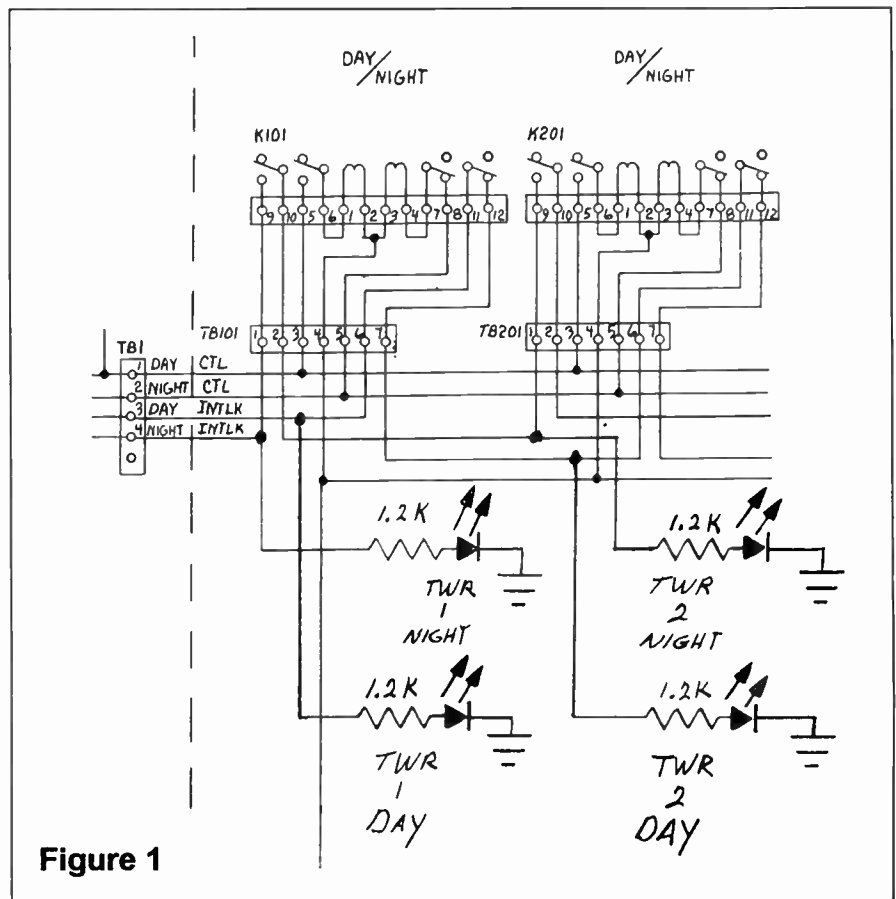 DAY/NIGHT
DAY/NIGHT
K101
K201
9 10 5 6 1 2 3 4 7 8 11 12
9 10 5 6 1 2 3 4 7 8 11 12
TB101
1 2 3 4 5 6 7
TB201
1 2 3 4 5 6 7
TB1
1 DAY CTL
2 NIGHT CTL
3 DAY INTLK
4 NIGHT INTLK
1.2K
TWR
1
NIGHT
1.2K
TWR
2
NIGHT
1.2K
TWR
1
DAY
1.2K
TWR
2
DAY
Figure 1